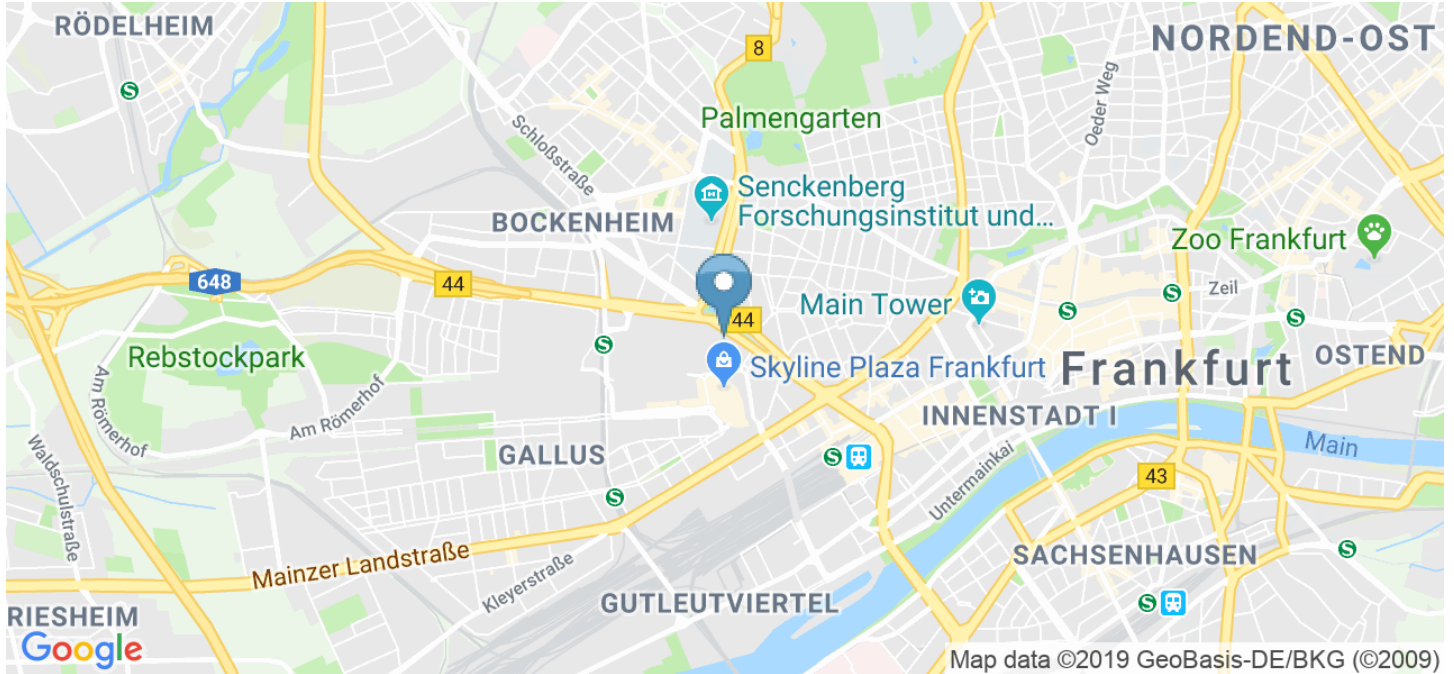 RÖDELHEIM
NORDEND-OST
8
Oeder Weg
Palmengarten
Schloßstraße
S
Senckenberg
Forschungsinstitut und...
BOCKENHEIM
Zoo Frankfurt
648
44
Zeil
S
S
Main Tower
S
44
S
Rebstockpark
Skyline Plaza Frankfurt
Frankfurt
OSTEND
Am Römerhof
Am Römerhof
INNENSTADT I
Main
GALLUS
S
43
Waldschulstraße
S
Untermainkai
Mainzer Landstraße
SACHSENHAUSEN
S
Kleyerstraße
GUTLEUTVIERTEL
S
RIESHEIM
Google
Map data ©2019 GeoBasis-DE/BKG (©2009)